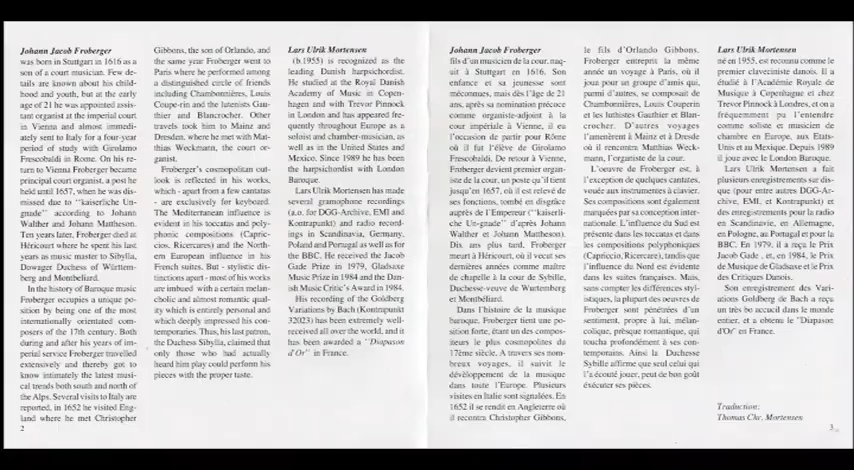 Johann Jacob Froberger
was born in Stuttgart in 1616 as a
son of a court musician. Few de-
tails are known about his child-
hood and youth, but at the early
age of 21 he was appointed assis-
tant organist at the imperial court
in Vienna and almost immedi-
ately sent to Italy for a four-year
period of study with Girolamo
Frescobaldi in Rome. On his re-
turn to Vienna Froberger became
principal court organist, a post he
held until 1657, when he was dis-
missed due to "kaiserliche Un-
gnade" according to Johann
Walther and Johann Mattheson.
Ten years later, Froberger died at
Héricourt where he spent his last
years as music master to Sibylla,
Dowager Duchess of Württem-
berg and Montbeliard.
In the history of Baroque music
Froberger occupies a unique po-
sition by being one of the most
internationally orientated com-
posers of the 17th century. Both
during and after his years of im-
perial service Froberger travelled
extensively and thereby got to
know intimately the latest musi-
cal trends both south and north of
the Alps. Several visits to Italy are
reported, in 1652 he visited Eng-
land where he met Christopher
2
Gibbons, the son of Orlando, and
the same year Froberger went to
Paris where he performed among
a distinguished circle of friends
including Chambonnières, Louis
Coupe-rin and the lutenists Gau-
thier and Blancrocher. Other
travels took him to Mainz and
Dresden, where he met with Mat-
thias Weckmann, the court or-
ganist.
Froberger's cosmopolitan out-
look is reflected in his works,
which - apart from a few cantatas
- are exclusively for keyboard.
The Mediterranean influence is
evident in his toccatas and poly-
phonic compositions (Capric-
cios, Ricercares) and the North-
ern European influence in his
French suites. But - stylistic dis-
tinctions apart - most of his works
are imbued with a certain melan-
cholic and almost romantic qual-
ity which is entirely personal and
which deeply impressed his con-
temporaries. Thus, his last patron,
the Duchess Sibylla, claimed that
only those who had actually
heard him play could perform his
pieces with the proper taste.
Lars Ulrik Mortensen
(b.1955) is recognized as the
leading Danish harpsichordist.
He studied at the Royal Danish
Academy of Music in Copen-
hagen and with Trevor Pinnock
in London and has appeared fre-
quently throughout Europe as a
soloist and chamber-musician, as
well as in the United States and
Mexico. Since 1989 he has been
the harpsichordist with London
Baroque.
Lars Ulrik Mortensen has made
several gramophone recordings
(a.o. for DGG-Archive, EMI and
Kontrapunkt) and radio record-
ings in Scandinavia, Germany,
Poland and Portugal as well as for
the BBC. He received the Jacob
Gade Prize in 1979, Gladsaxe
Music Prize in 1984 and the Dan-
ish Music Critic's Award in 1984.
His recording of the Goldberg
Variations by Bach (Kontrapunkt
32023) has been extremely well-
received all over the world, and it
has been awarded a "Diapason
d'Or" in France.
Johann Jacob Froberger
fils d'un musicien de la cour, naq-
uit à Stuttgart en 1616. Son
enfance et sa jeunesse sont
méconnues, mais dès l'âge de 21
ans, après sa nomination précoce
comme organiste-adjoint à la
cour impériale à Vienne, il eu
l'occasion de partir pour Rôme
où il fut l'élève de Girolamo
Frescobaldi. De retour à Vienne,
Froberger devient premier organ-
iste de la cour, un poste qu'il tient
jusqu'en 1657, où il est relevé de
ses fonctions, tombé en disgrâce
auprès de l'Empereur ("kaiserli-
che Un-gnade" d'après Johann
Walther et Johann Mattheson).
Dix ans plus tard, Froberger
meurt à Héricourt, où il vecut ses
dernières années comme maître
de chapelle à la cour de Sibylle,
Duchesse-veuve de Wurtemberg
et Montbéliard.
Dans l'histoire de la musique
baroque, Froberger tient une po-
sition forte, étant un des compos-
iteurs le plus cosmopolites du
17ème siècle. A travers ses nom-
breux voyages, il suivit le
dévéloppement de la musique
dans toute l'Europe. Plusieurs
visites en Italie sont signalées. En
1652 il se rendit en Angleterre où
il rencontra Christopher Gibbons,
le fils d'Orlando Gibbons.
Froberger entreprit la même
année un voyage à Paris, où il
joua pour un groupe d'amis qui,
parmi d'autres, se composait de
Chambonnières, Louis Couperin
et les luthistes Gauthier et Blan-
crocher. D'autres voyages
l'amenèrent à Mainz et à Dresde
où il rencontra Matthias Weck-
mann, l'organiste de la cour.
L'oeuvre de Froberger est, à
l'exception de quelques cantates,
vouée aux instruments à clavier.
Ses compositions sont également
marquées par sa conception inter-
nationale. L'influence du Sud est
présente dans les toccatas et dans
les compositions polyphoniques
(Capriccio, Ricercare), tandis que
l'influence du Nord est évidente
dans les suites françaises. Mais,
sans compter les différences styl-
istiques, la plupart des oeuvres de
Froberger sont pénétrées d'un
sentiment, propre à lui, mélan-
colique, presque romantique, qui
toucha profondément à ses con-
temporains. Ainsi la Duchesse
Sybille affirme que seul celui qui
l'a écouté jouer, peut de bon goût
éxécuter ses pièces.
Lars Ulrik Mortensen
né en 1955, est reconnu comme le
premier claveciniste danois. Il a
étudié à l'Académie Royale de
Musique à Copenhague et chez
Trevor Pinnock à Londres, et on a
fréquemment pu l'entendre
comme soliste et musicien de
chambre en Europe, aux Etats-
Unis et au Mexique. Depuis 1989
il joue avec le London Baroque.
Lars Ulrik Mortensen a fait
plusieurs enregistrements sur dis-
que (pour entre autres DGG-Ar-
chive, EMI, et Kontrapunkt) et
des enregistrements pour la radio
en Scandinavie, en Allemagne,
en Pologne, au Portugal et pour la
BBC. En 1979, il a reçu le Prix
Jacob Gade , et, en 1984, le Prix
de Musique de Gladsaxe et le Prix
des Critiques Danois.
Son enregistrement des Vari-
ations Goldberg de Bach a reçu
un très bo accueil dans le monde
entier, et a obtenu le "Diapason
d'Or" en France.
Traduction:
Thomas Chr. Mortensen
3